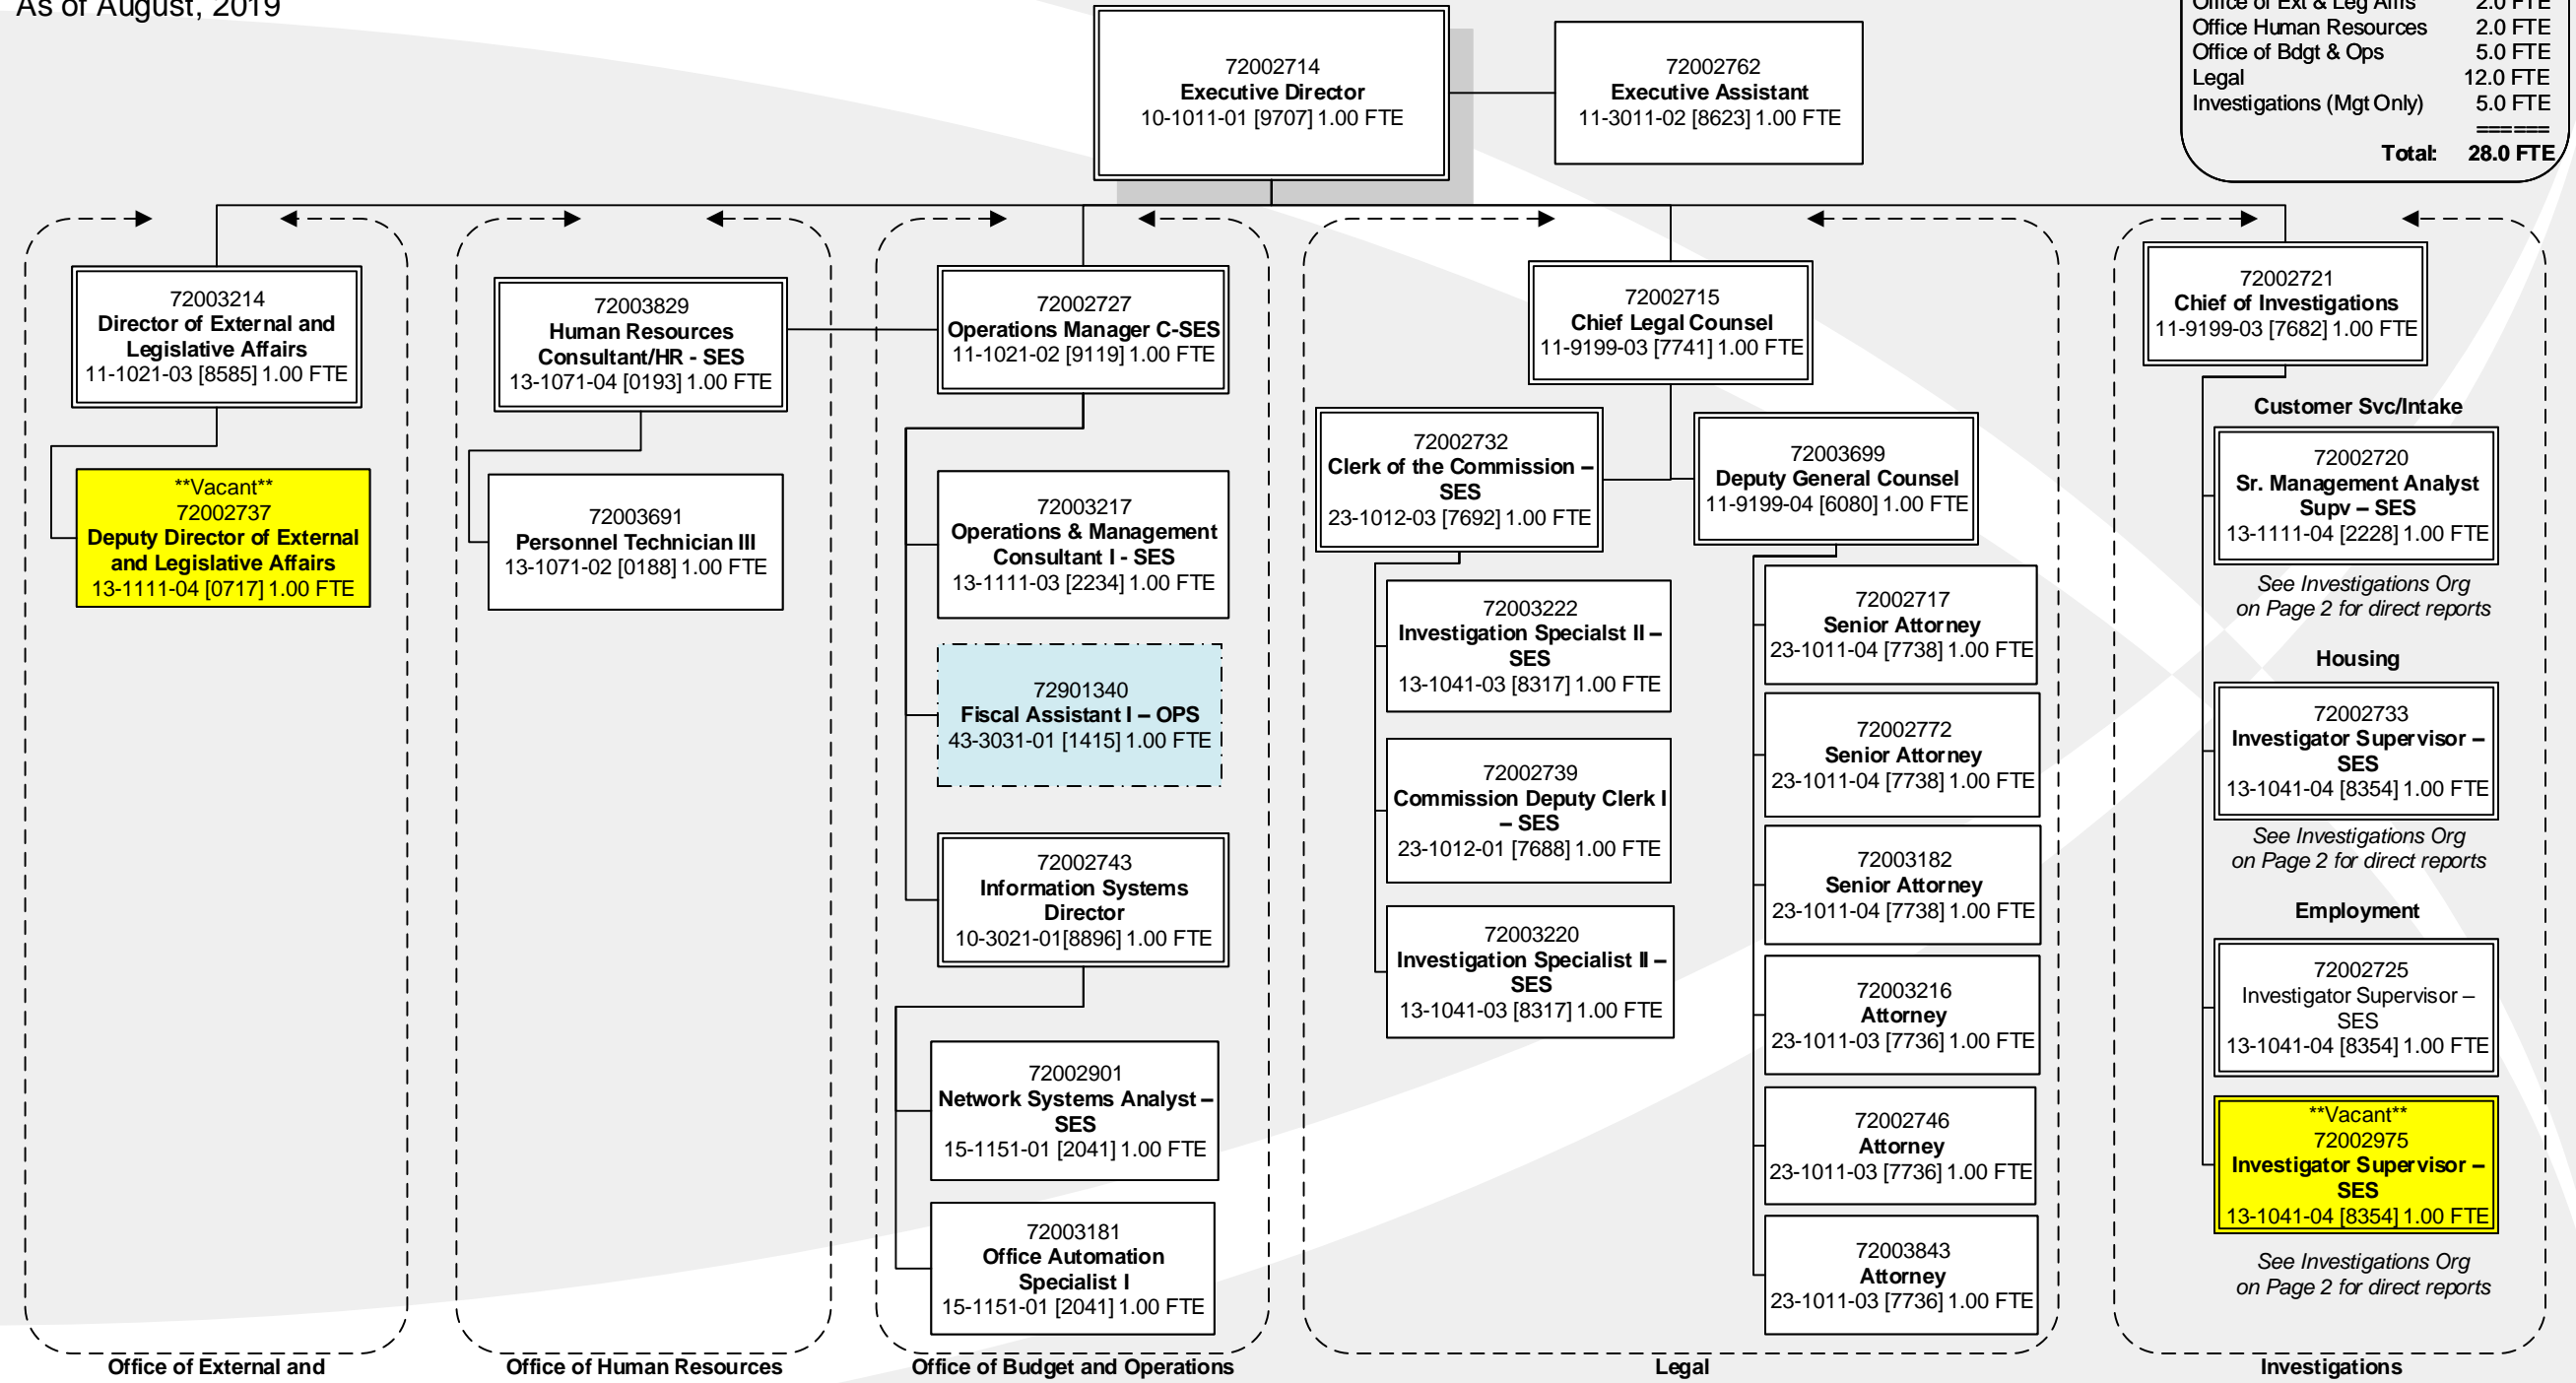 As of August, 2019
Office of Ext & Leg Affrs 2.0 FTE
Office Human Resources 2.0 FTE
Office of Bdgt & Ops 5.0 FTE
Legal 12.0 FTE
Investigations (Mgt Only) 5.0 FTE
======
Total: 28.0 FTE
72002714
Executive Director
10-1011-01 [9707] 1.00 FTE
72002762
Executive Assistant
11-3011-02 [8623] 1.00 FTE
72003214
Director of External and
Legislative Affairs
11-1021-03 [8585] 1.00 FTE
**Vacant**
72002737
Deputy Director of External
and Legislative Affairs
13-1111-04 [0717] 1.00 FTE
Office of External and
72003829
Human Resources
Consultant/HR - SES
13-1071-04 [0193] 1.00 FTE
72003691
Personnel Technician III
13-1071-02 [0188] 1.00 FTE
Office of Human Resources
72002727
Operations Manager C-SES
11-1021-02 [9119] 1.00 FTE
72003217
Operations & Management
Consultant I - SES
13-1111-03 [2234] 1.00 FTE
72901340
Fiscal Assistant I – OPS
43-3031-01 [1415] 1.00 FTE
72002743
Information Systems
Director
10-3021-01[8896] 1.00 FTE
72002901
Network Systems Analyst –
SES
15-1151-01 [2041] 1.00 FTE
72003181
Office Automation
Specialist I
15-1151-01 [2041] 1.00 FTE
Office of Budget and Operations
72002715
Chief Legal Counsel
11-9199-03 [7741] 1.00 FTE
72002732
Clerk of the Commission –
SES
23-1012-03 [7692] 1.00 FTE
72003222
Investigation Specialst II –
SES
13-1041-03 [8317] 1.00 FTE
72002739
Commission Deputy Clerk I
– SES
23-1012-01 [7688] 1.00 FTE
72003220
Investigation Specialist II –
SES
13-1041-03 [8317] 1.00 FTE
72003699
Deputy General Counsel
11-9199-04 [6080] 1.00 FTE
72002717
Senior Attorney
23-1011-04 [7738] 1.00 FTE
72002772
Senior Attorney
23-1011-04 [7738] 1.00 FTE
72003182
Senior Attorney
23-1011-04 [7738] 1.00 FTE
72003216
Attorney
23-1011-03 [7736] 1.00 FTE
72002746
Attorney
23-1011-03 [7736] 1.00 FTE
72003843
Attorney
23-1011-03 [7736] 1.00 FTE
Legal
72002721
Chief of Investigations
11-9199-03 [7682] 1.00 FTE
Customer Svc/Intake
72002720
Sr. Management Analyst
Supv – SES
13-1111-04 [2228] 1.00 FTE
See Investigations Org
on Page 2 for direct reports
Housing
72002733
Investigator Supervisor –
SES
13-1041-04 [8354] 1.00 FTE
See Investigations Org
on Page 2 for direct reports
Employment
72002725
Investigator Supervisor –
SES
13-1041-04 [8354] 1.00 FTE
**Vacant**
72002975
Investigator Supervisor –
SES
13-1041-04 [8354] 1.00 FTE
See Investigations Org
on Page 2 for direct reports
Investigations